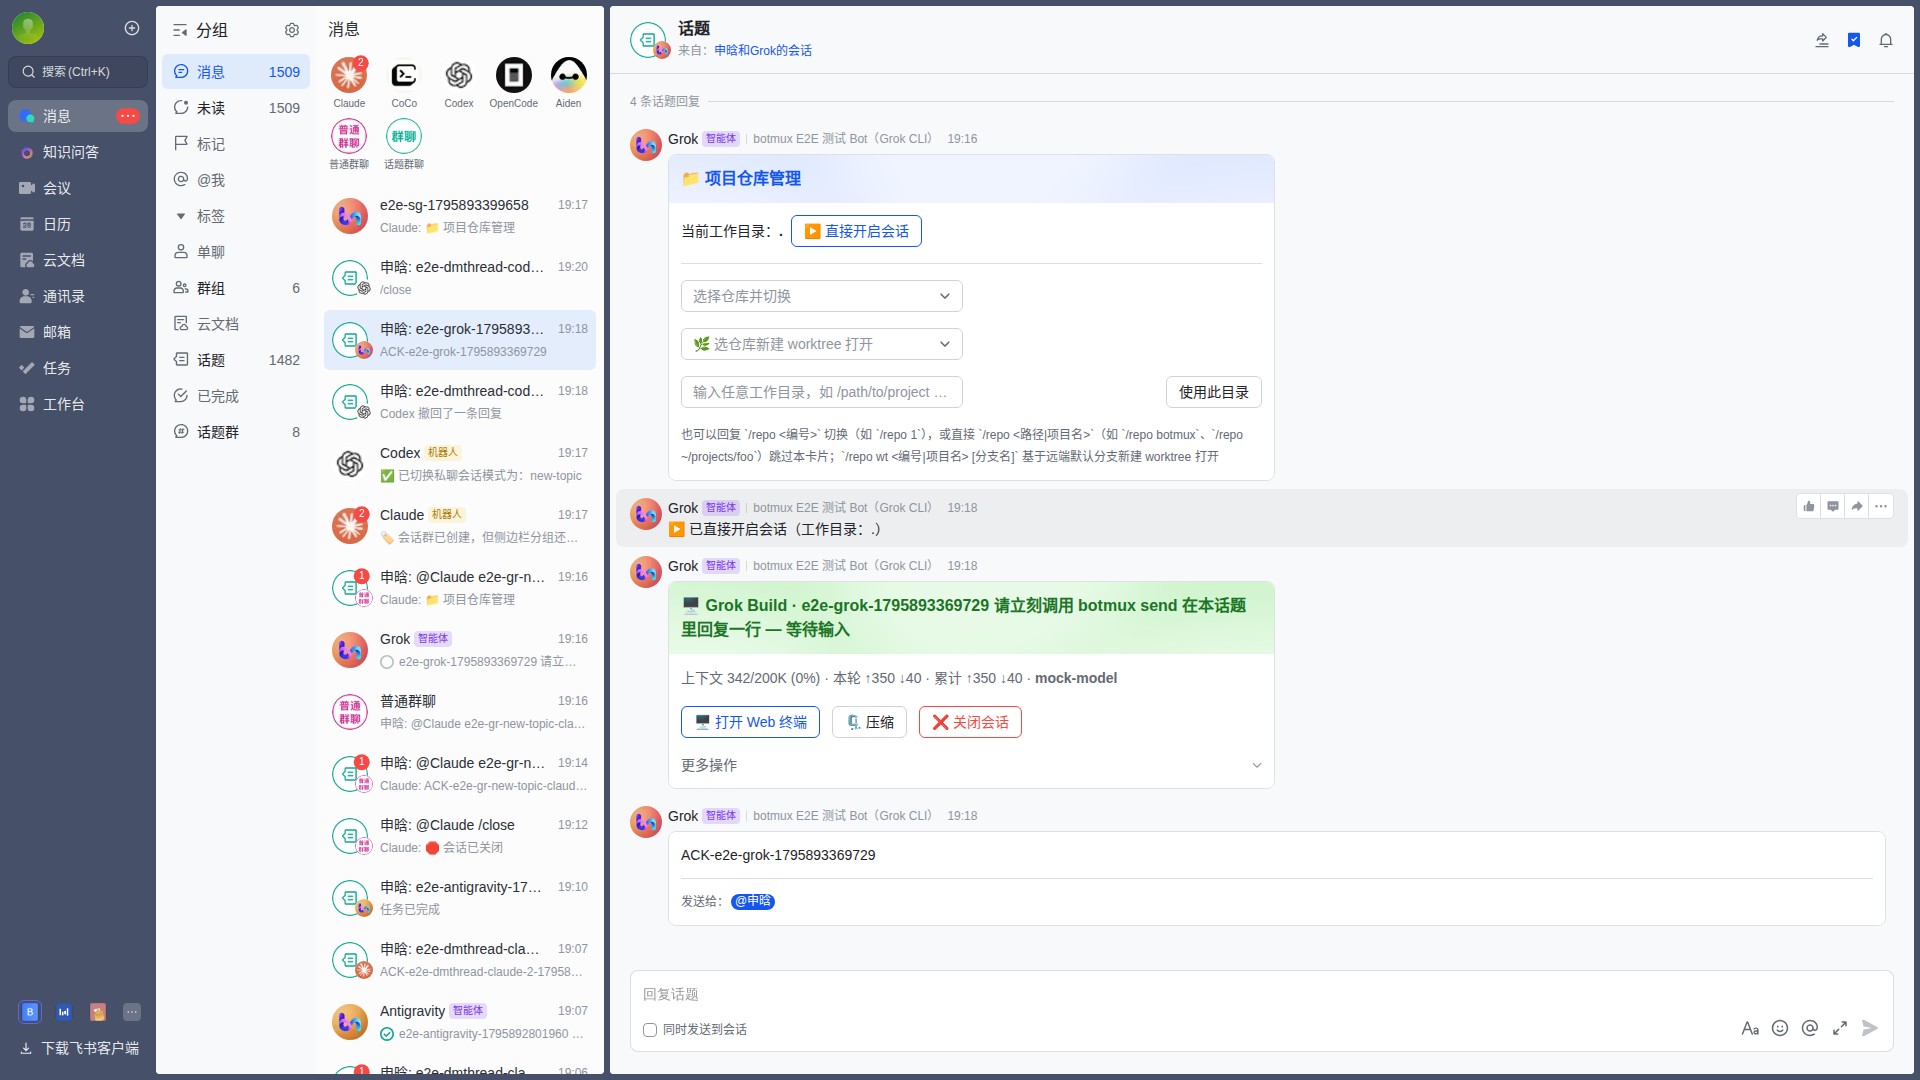 搜索 (Ctrl+K)
消息
知识问答
会议
日历
云文档
通讯录
邮箱
任务
工作台
下载飞书客户端
分组
消息 1509
未读 1509
标记
@我
标签
单聊
群组 6
云文档
话题 1482
已完成
话题群 8
消息
2
Claude
CoCo
Codex
OpenCode
Aiden
普通群聊
普通群聊
群聊
话题群聊
e2e-sg-1795893399658 19:17
Claude: 📁 项目仓库管理
申晗: e2e-dmthread-cod… 19:20
/close
申晗: e2e-grok-1795893… 19:18
ACK-e2e-grok-1795893369729
申晗: e2e-dmthread-cod… 19:18
Codex 撤回了一条回复
Codex 机器人 19:17
✅ 已切换私聊会话模式为：new-topic
2
Claude 机器人 19:17
🏷️ 会话群已创建，但侧边栏分组还…
1
申晗: @Claude e2e-gr-n… 19:16
Claude: 📁 项目仓库管理
Grok 智能体 19:16
e2e-grok-1795893369729 请立…
普通群聊
普通群聊 19:16
申晗: @Claude e2e-gr-new-topic-cla…
1
申晗: @Claude e2e-gr-n… 19:14
Claude: ACK-e2e-gr-new-topic-claud…
申晗: @Claude /close 19:12
Claude: 🛑 会话已关闭
申晗: e2e-antigravity-17… 19:10
任务已完成
申晗: e2e-dmthread-cla… 19:07
ACK-e2e-dmthread-claude-2-17958…
Antigravity 智能体 19:07
e2e-antigravity-1795892801960 …
1
申晗: e2e-dmthread-cla… 19:06
话题
来自：申晗和Grok的会话
4 条话题回复
Grok 智能体 botmux E2E 测试 Bot（Grok CLI） 19:16
📁 项目仓库管理
当前工作目录：. ▶️ 直接开启会话
选择仓库并切换
🌿 选仓库新建 worktree 打开
输入任意工作目录，如 /path/to/project … 使用此目录
也可以回复 `/repo <编号>` 切换（如 `/repo 1`），或直接 `/repo <路径|项目名>`（如 `/repo botmux`、`/repo
~/projects/foo`）跳过本卡片；`/repo wt <编号|项目名> [分支名]` 基于远端默认分支新建 worktree 打开
Grok 智能体 botmux E2E 测试 Bot（Grok CLI） 19:18
▶️ 已直接开启会话（工作目录：.）
Grok 智能体 botmux E2E 测试 Bot（Grok CLI） 19:18
🖥️ Grok Build · e2e-grok-1795893369729 请立刻调用 botmux send 在本话题
里回复一行 — 等待输入
上下文 342/200K (0%) · 本轮 ↑350 ↓40 · 累计 ↑350 ↓40 · mock-model
🖥️ 打开 Web 终端 🗜️ 压缩 ❌ 关闭会话
更多操作
Grok 智能体 botmux E2E 测试 Bot（Grok CLI） 19:18
ACK-e2e-grok-1795893369729
发送给： @申晗
回复话题
同时发送到会话